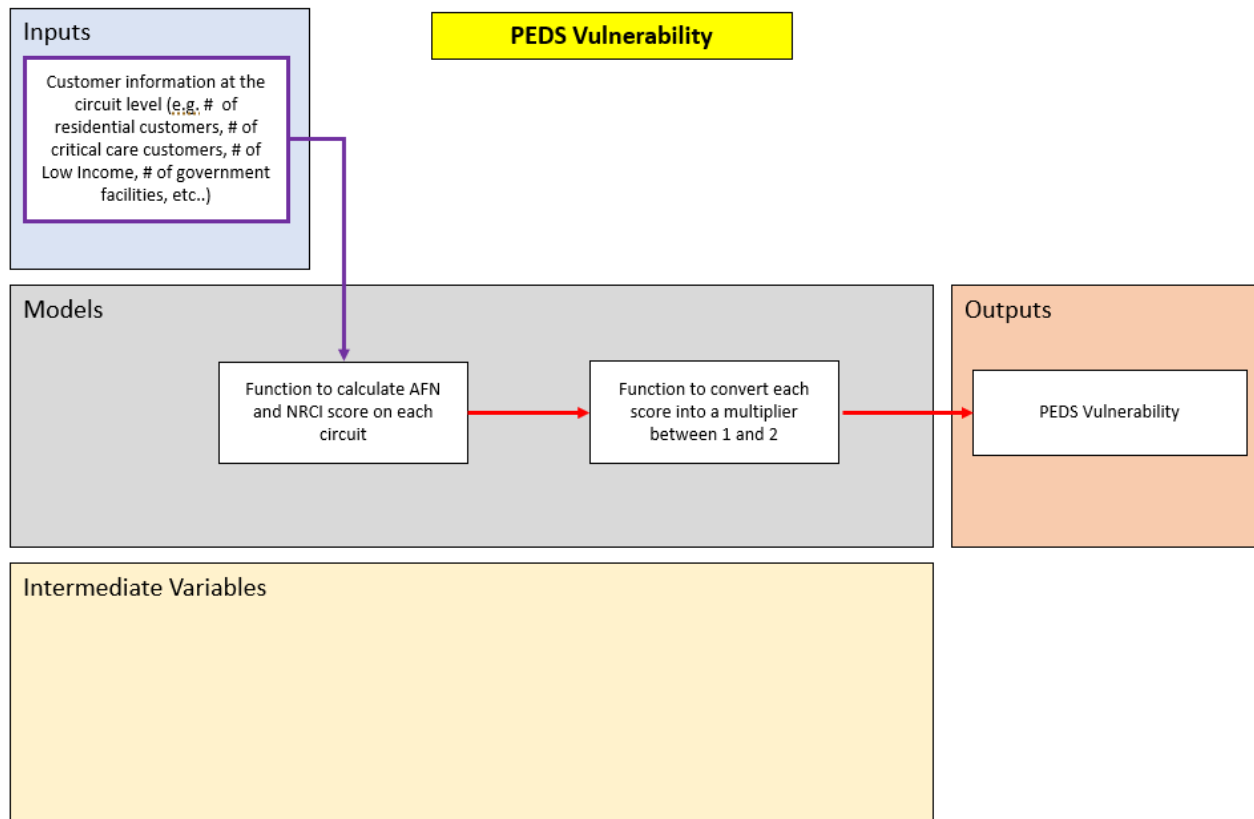 Inputs
PEDS Vulnerability
Customer information at the
circuit level (e.g. # of
residential customers, # of
critical care customers, # of
Low Income, # of government
facilities, etc..)
Models
Outputs
Function to calculate AFN
and NRCI score on each
circuit
Function to convert each
score into a multiplier
between 1 and 2
PEDS Vulnerability
Intermediate Variables